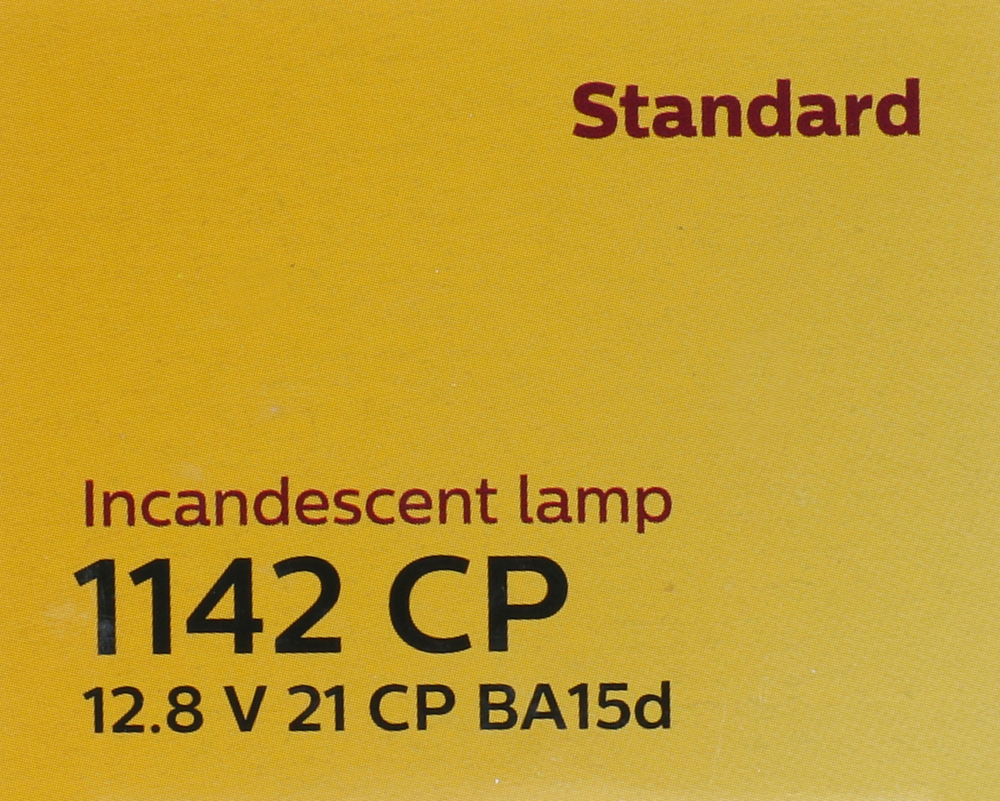 Standard
Incandescent lamp
1142 CP
12.8 V 21 CP BA15d